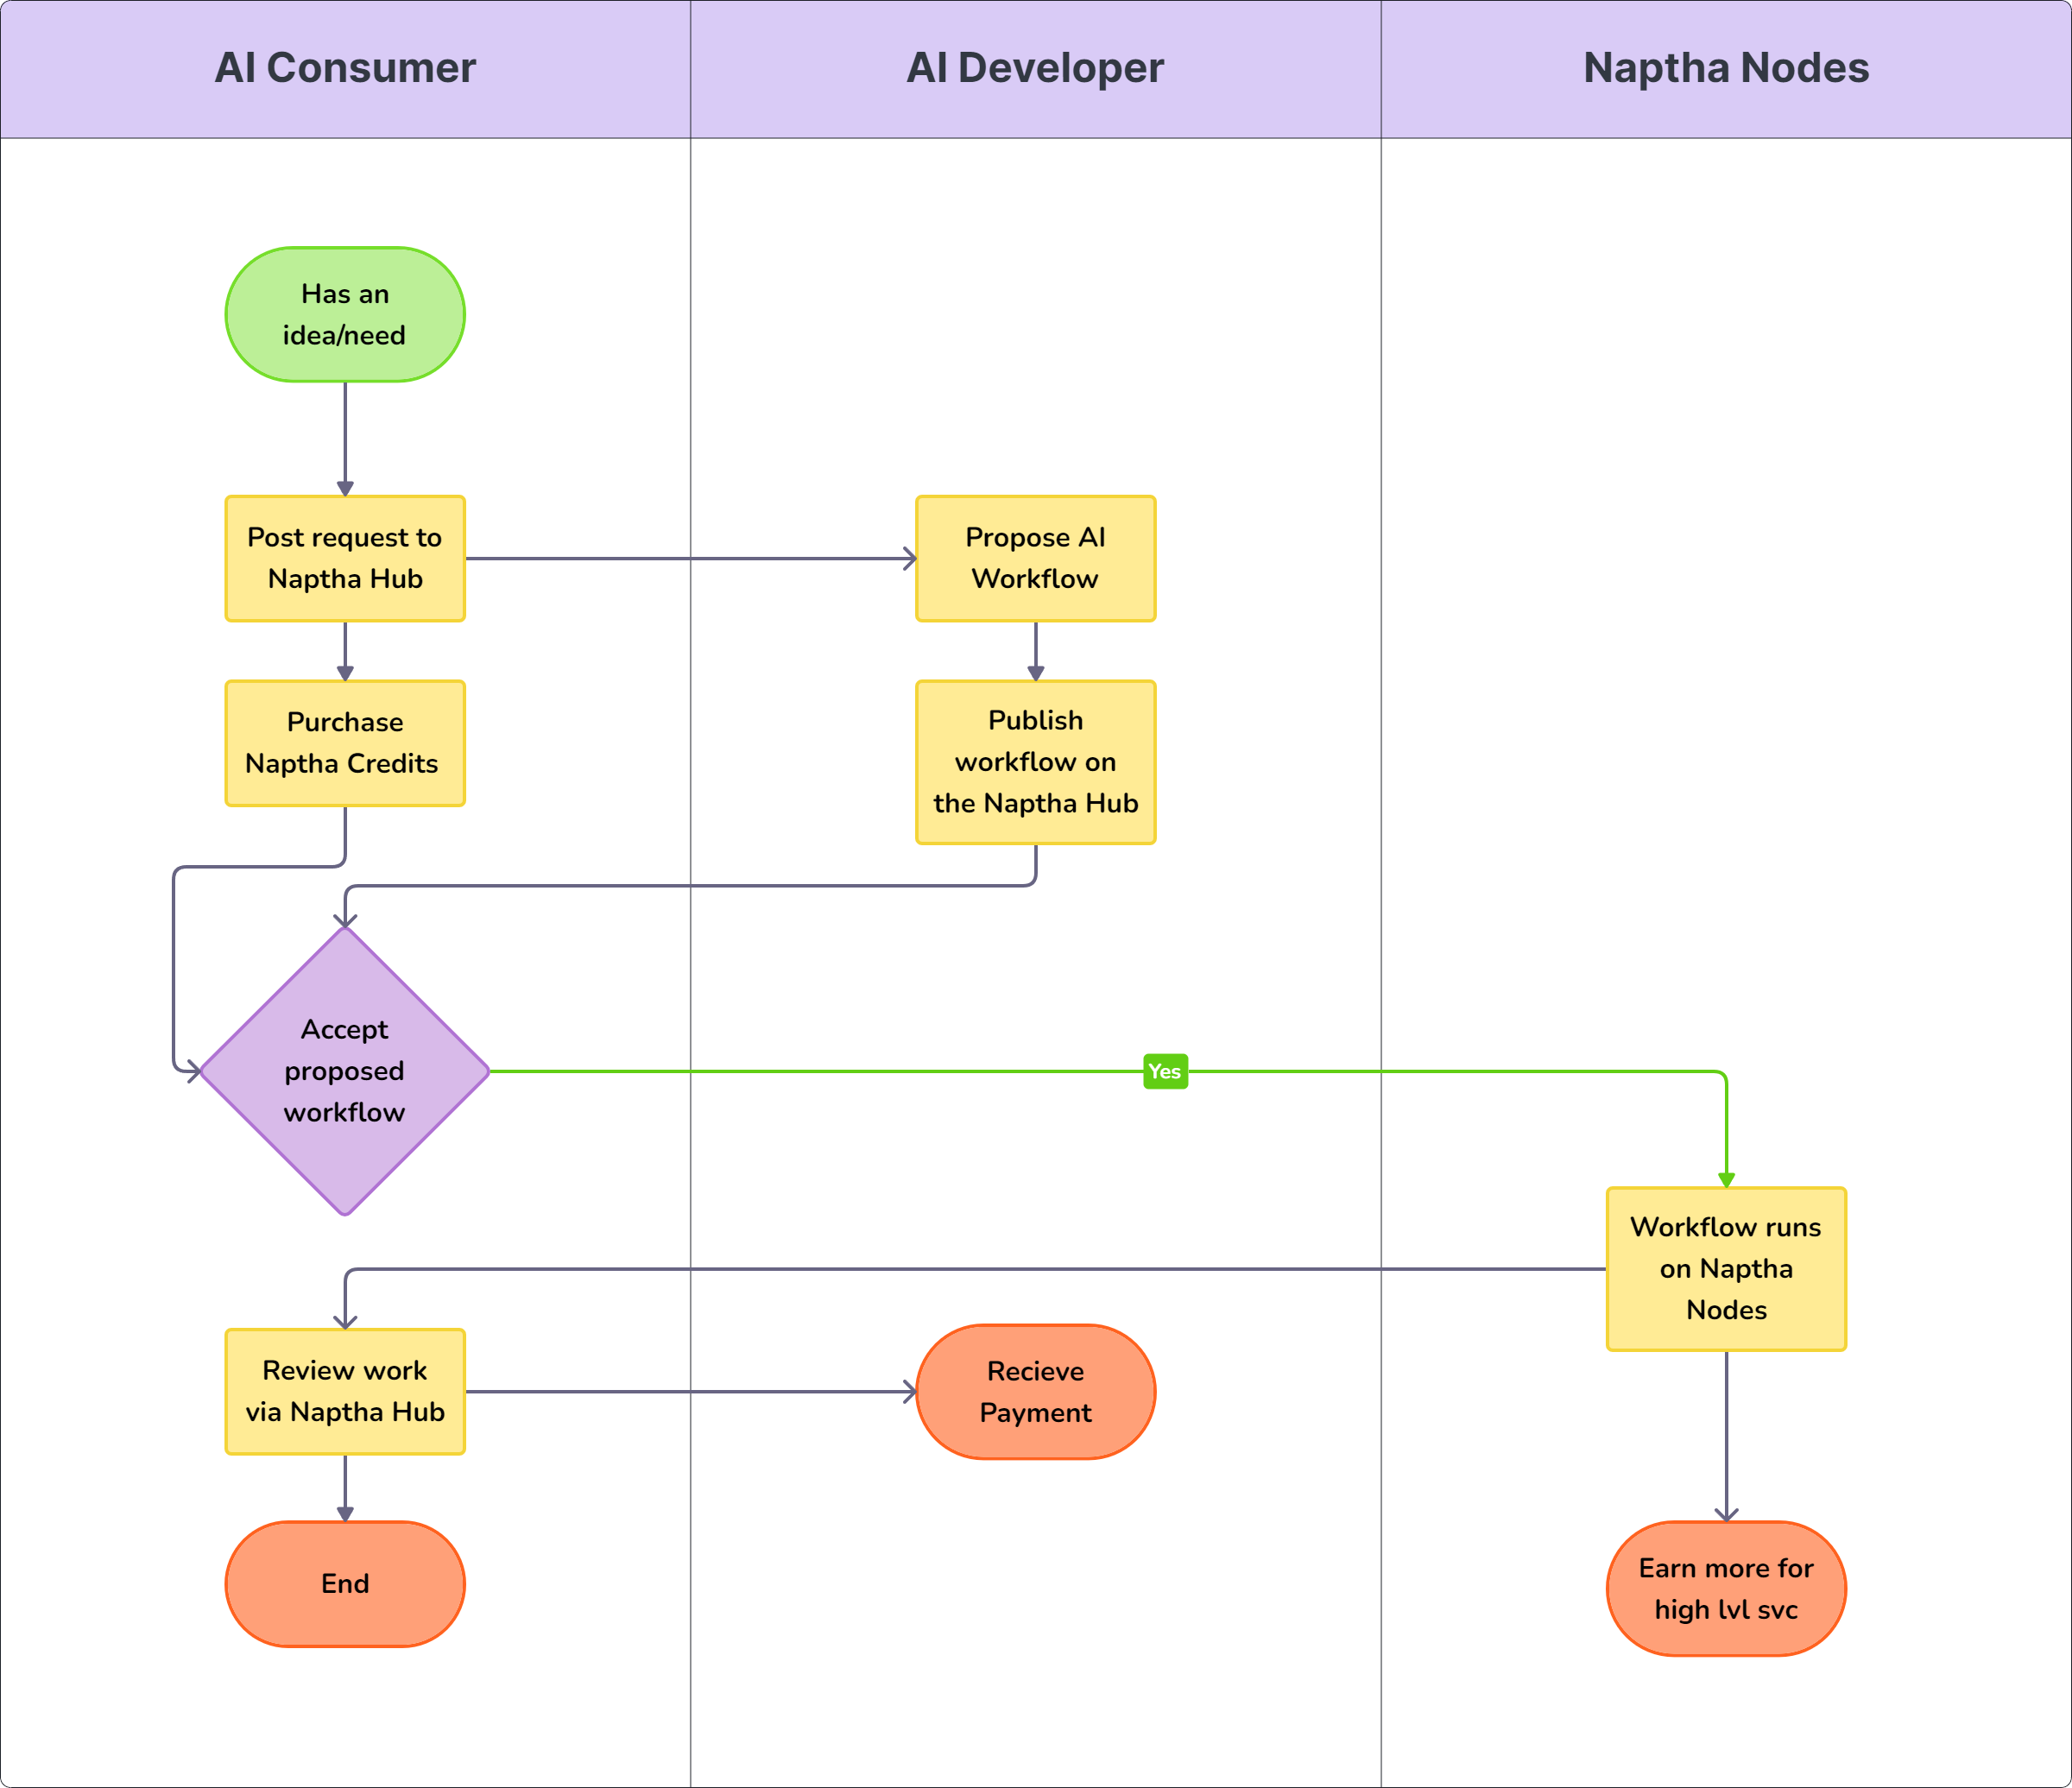 AI Consumer
AI Developer
Naptha Nodes
Has an
idea/need
Post request to
Naptha Hub
Propose AI
Workflow
Purchase
Naptha Credits
Publish
workflow on
the Naptha Hub
Accept
proposed
workflow
Yes
Workflow runs
on Naptha
Nodes
Review work
via Naptha Hub
Recieve
Payment
End
Earn more for
high lvl svc